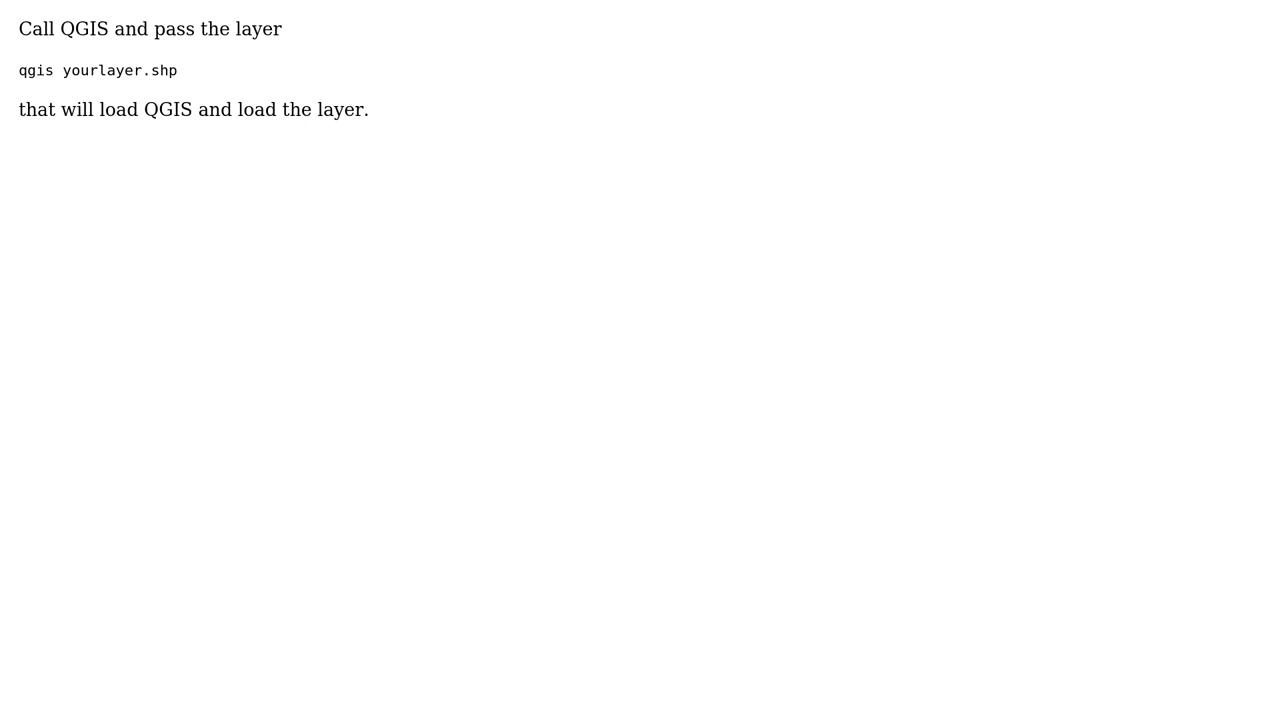 Call QGIS and pass the layer
qgis yourlayer.shp
that will load QGIS and load the layer.